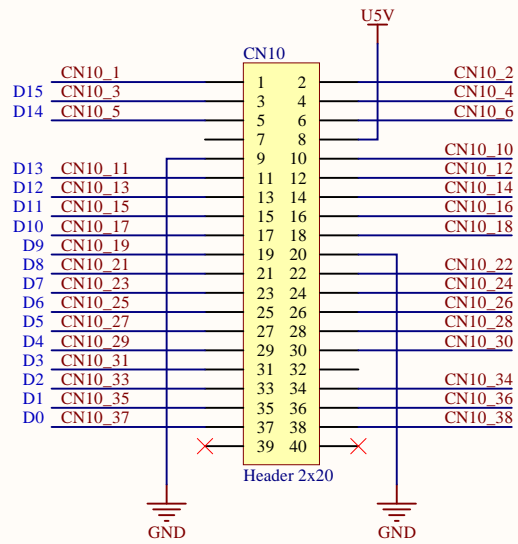 U5V
CN10
CN10_1 1 2 CN10_2
D15 CN10_3 3 4 CN10_4
D14 CN10_5 5 6 CN10_6
7 8
9 10 CN10_10
D13 CN10_11 11 12 CN10_12
D12 CN10_13 13 14 CN10_14
D11 CN10_15 15 16 CN10_16
D10 CN10_17 17 18 CN10_18
D9 CN10_19 19 20
D8 CN10_21 21 22 CN10_22
D7 CN10_23 23 24 CN10_24
D6 CN10_25 25 26 CN10_26
D5 CN10_27 27 28 CN10_28
D4 CN10_29 29 30 CN10_30
D3 CN10_31 31 32
D2 CN10_33 33 34 CN10_34
D1 CN10_35 35 36 CN10_36
D0 CN10_37 37 38 CN10_38
39 40
Header 2x20
GND GND